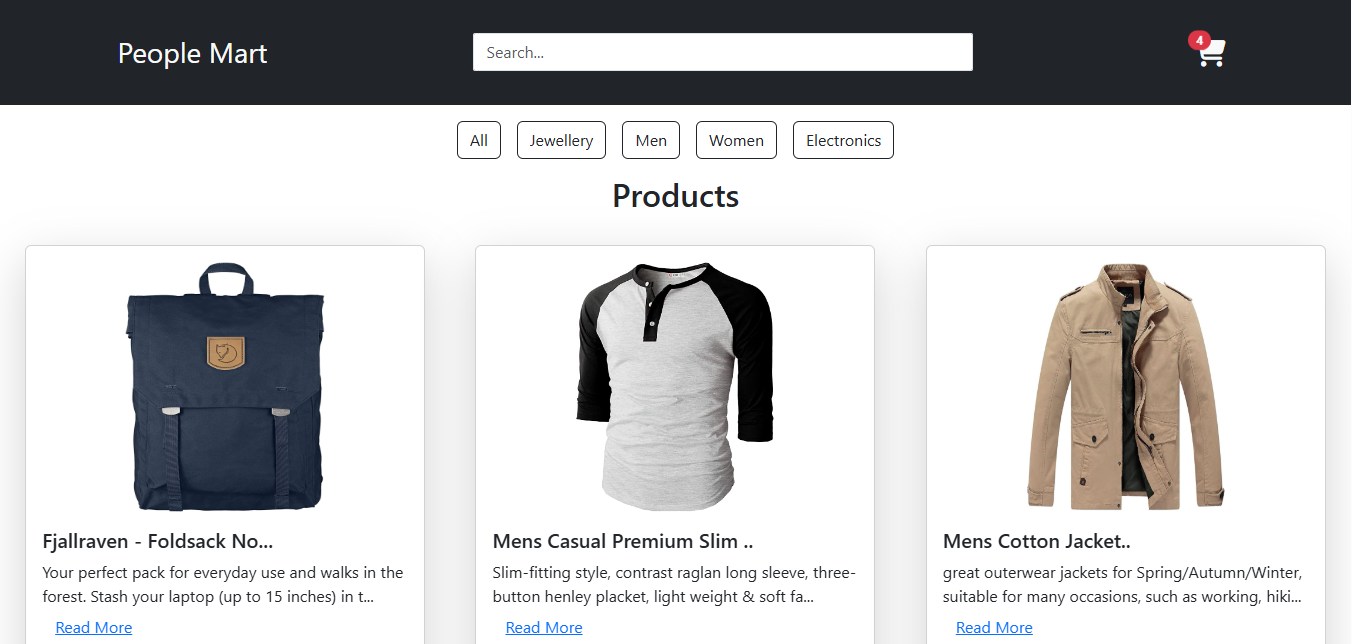 People Mart
Search...
4
All
Jewellery
Men
Women
Electronics
Products
Fjallraven - Foldsack No...
Your perfect pack for everyday use and walks in the
forest. Stash your laptop (up to 15 inches) in t...
Read More
Mens Casual Premium Slim ..
Slim-fitting style, contrast raglan long sleeve, three-
button henley placket, light weight & soft fa...
Read More
Mens Cotton Jacket..
great outerwear jackets for Spring/Autumn/Winter,
suitable for many occasions, such as working, hiki...
Read More